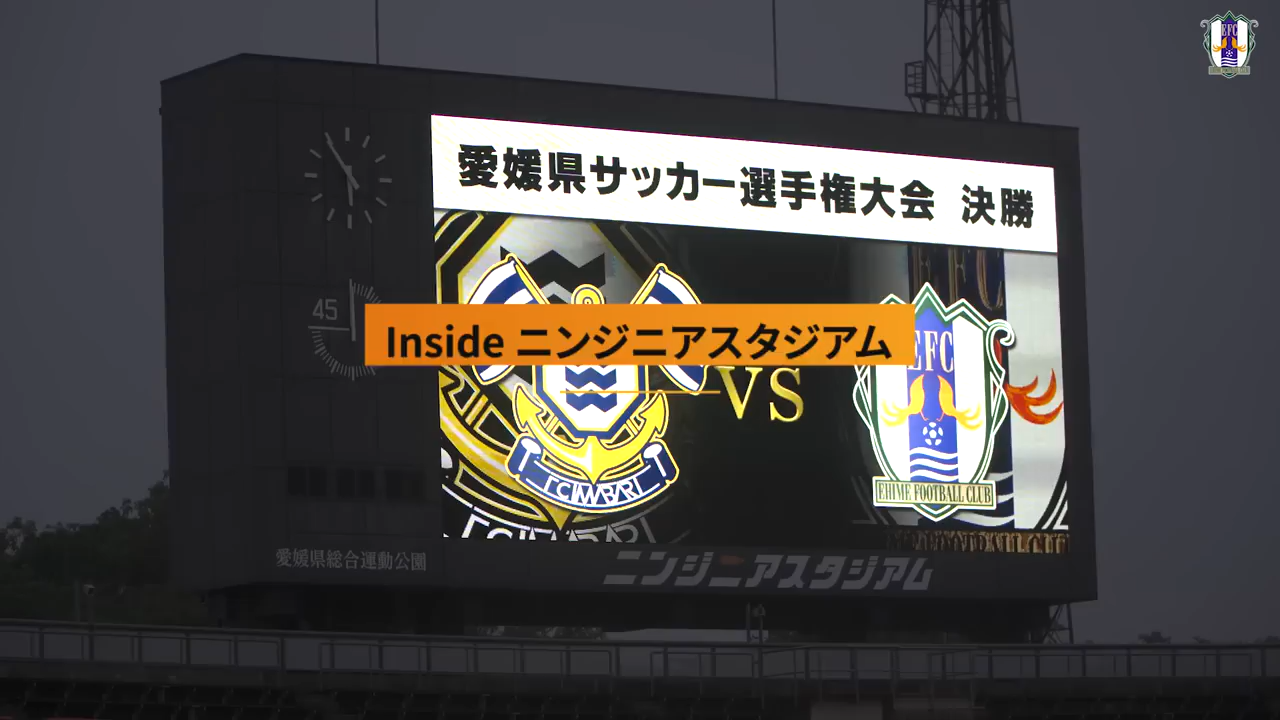 EFC
愛媛県サッカー選手権大会 決勝
45
Inside ニンジニアスタジアム
EFC
EFC
VS
FC IMABARI
EHIME FOOTBALL CLUB
愛媛県総合運動公園
ニンジニアスタジアム